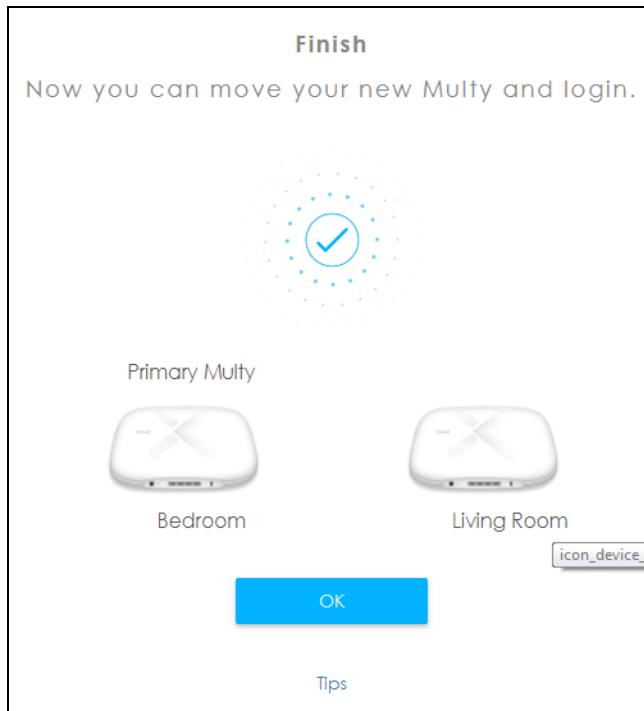 Finish
Now you can move your new Multy and login.
Primary Multy
Bedroom
Living Room
icon_device_
OK
Tips